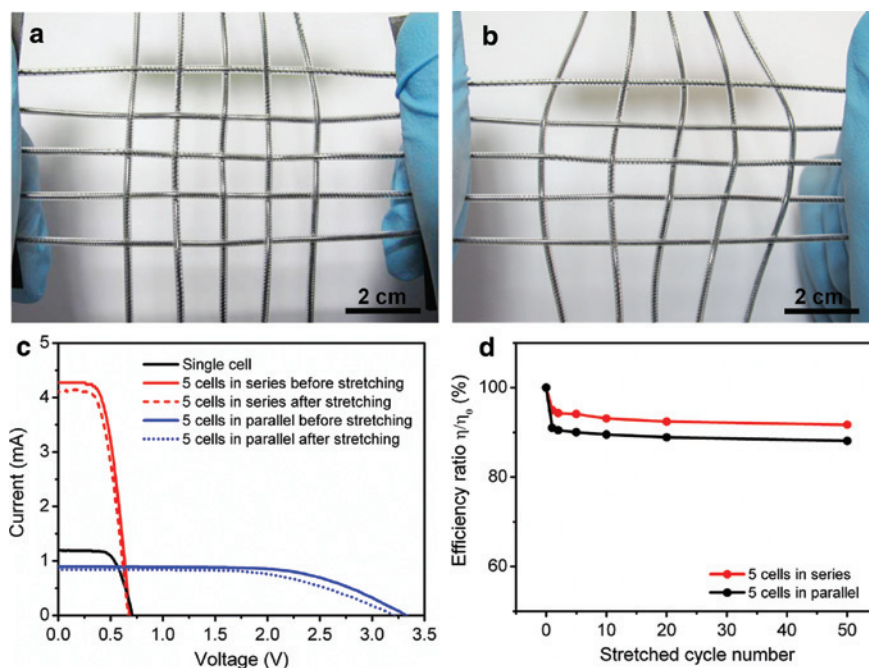 a
2 cm
b
2 cm
c
Single cell
5 cells in series before stretching
5 cells in series after stretching
5 cells in parallel before stretching
5 cells in parallel after stretching
5
4
3
2
1
0
Current (mA)
0.0 0.5 1.0 1.5 2.0 2.5 3.0 3.5
Voltage (V)
d
100
80
60
Efficiency ratio η/η₀ (%)
5 cells in series
5 cells in parallel
0 10 20 30 40 50
Stretched cycle number